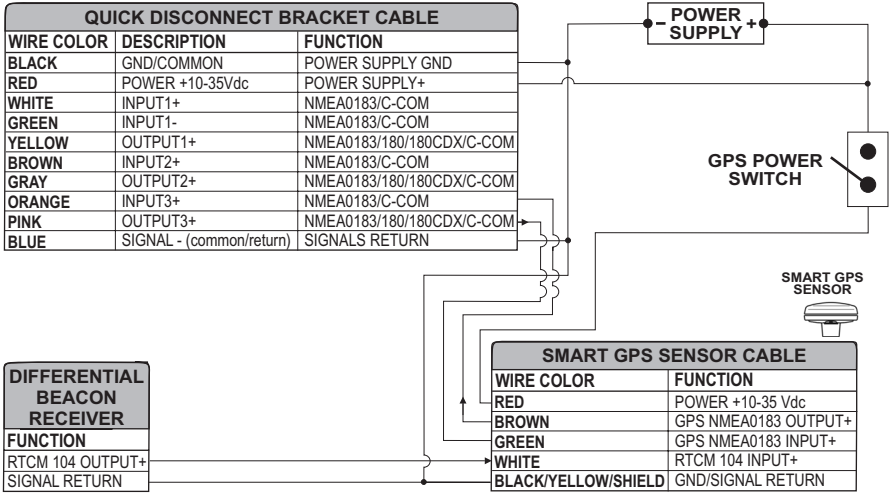 QUICK DISCONNECT BRACKET CABLE
WIRE COLOR DESCRIPTION FUNCTION
BLACK GND/COMMON POWER SUPPLY GND
RED POWER +10-35Vdc POWER SUPPLY+
WHITE INPUT1+ NMEA0183/C-COM
GREEN INPUT1- NMEA0183/C-COM
YELLOW OUTPUT1+ NMEA0183/180/180CDX/C-COM
BROWN INPUT2+ NMEA0183/C-COM
GRAY OUTPUT2+ NMEA0183/180/180CDX/C-COM
ORANGE INPUT3+ NMEA0183/C-COM
PINK OUTPUT3+ NMEA0183/180/180CDX/C-COM
BLUE SIGNAL - (common/return) SIGNALS RETURN
- POWER SUPPLY +
GPS POWER
SWITCH
SMART GPS
SENSOR
DIFFERENTIAL
BEACON
RECEIVER
FUNCTION
RTCM 104 OUTPUT+
SIGNAL RETURN
SMART GPS SENSOR CABLE
WIRE COLOR FUNCTION
RED POWER +10-35 Vdc
BROWN GPS NMEA0183 OUTPUT+
GREEN GPS NMEA0183 INPUT+
WHITE RTCM 104 INPUT+
BLACK/YELLOW/SHIELD GND/SIGNAL RETURN